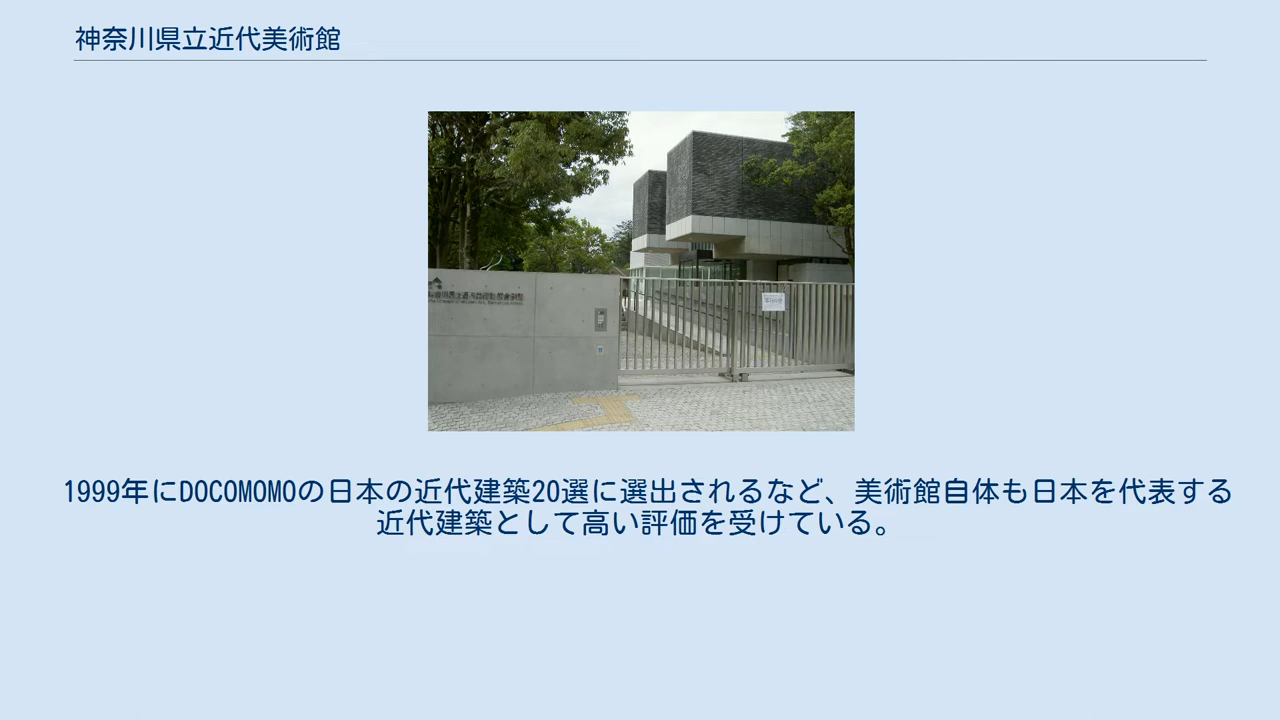 神奈川県立近代美術館
1999年にDOCOMOMOの日本の近代建築20選に選出されるなど、美術館自体も日本を代表する
近代建築として高い評価を受けている。